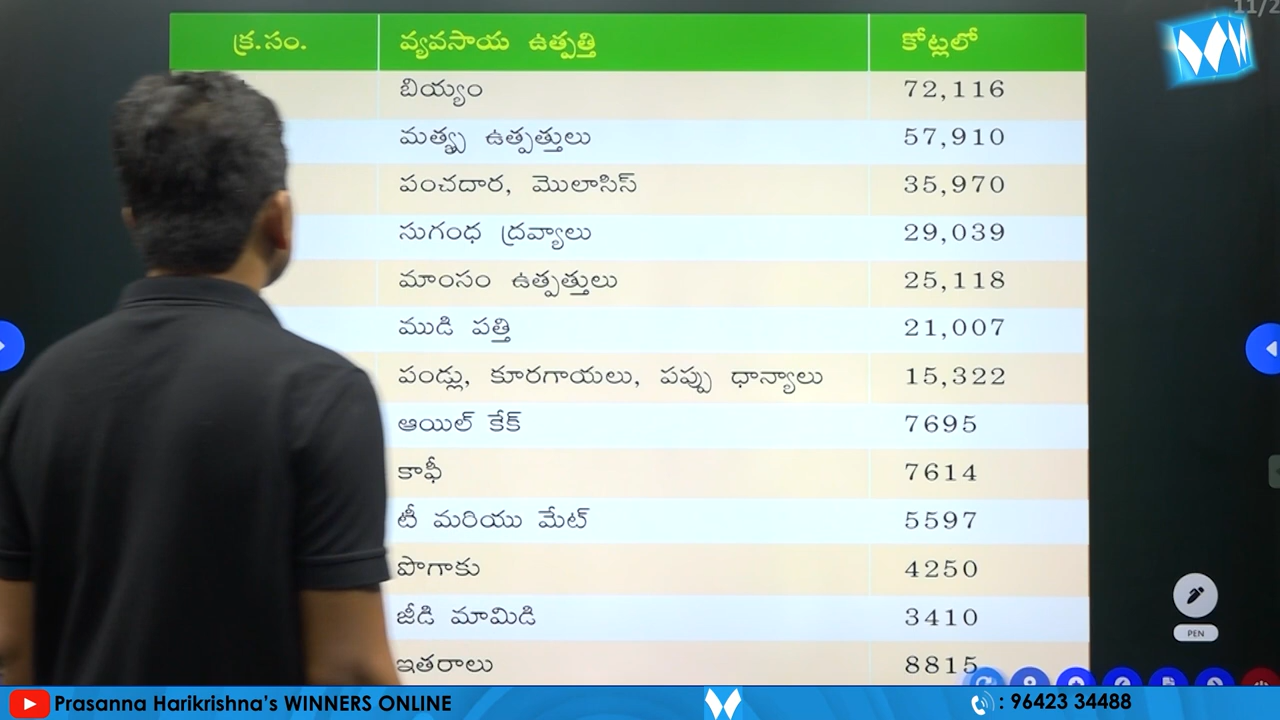 11/2
క్ర.సం. వ్యవసాయ ఉత్పత్తి కోట్లలో
బియ్యం 72,116
మత్స్య ఉత్పత్తులు 57,910
పంచదార, మొలాసిస్ 35,970
సుగంధ ద్రవ్యాలు 29,039
మాంసం ఉత్పత్తులు 25,118
ముడి పత్తి 21,007
పండ్లు, కూరగాయలు, పప్పు ధాన్యాలు 15,322
ఆయిల్ కేక్ 7695
కాఫీ 7614
టీ మరియు మేట్ 5597
పొగాకు 4250
జీడి మామిడి 3410
ఇతరాలు 8815
PEN
Prasanna Harikrishna's WINNERS ONLINE : 96423 34488